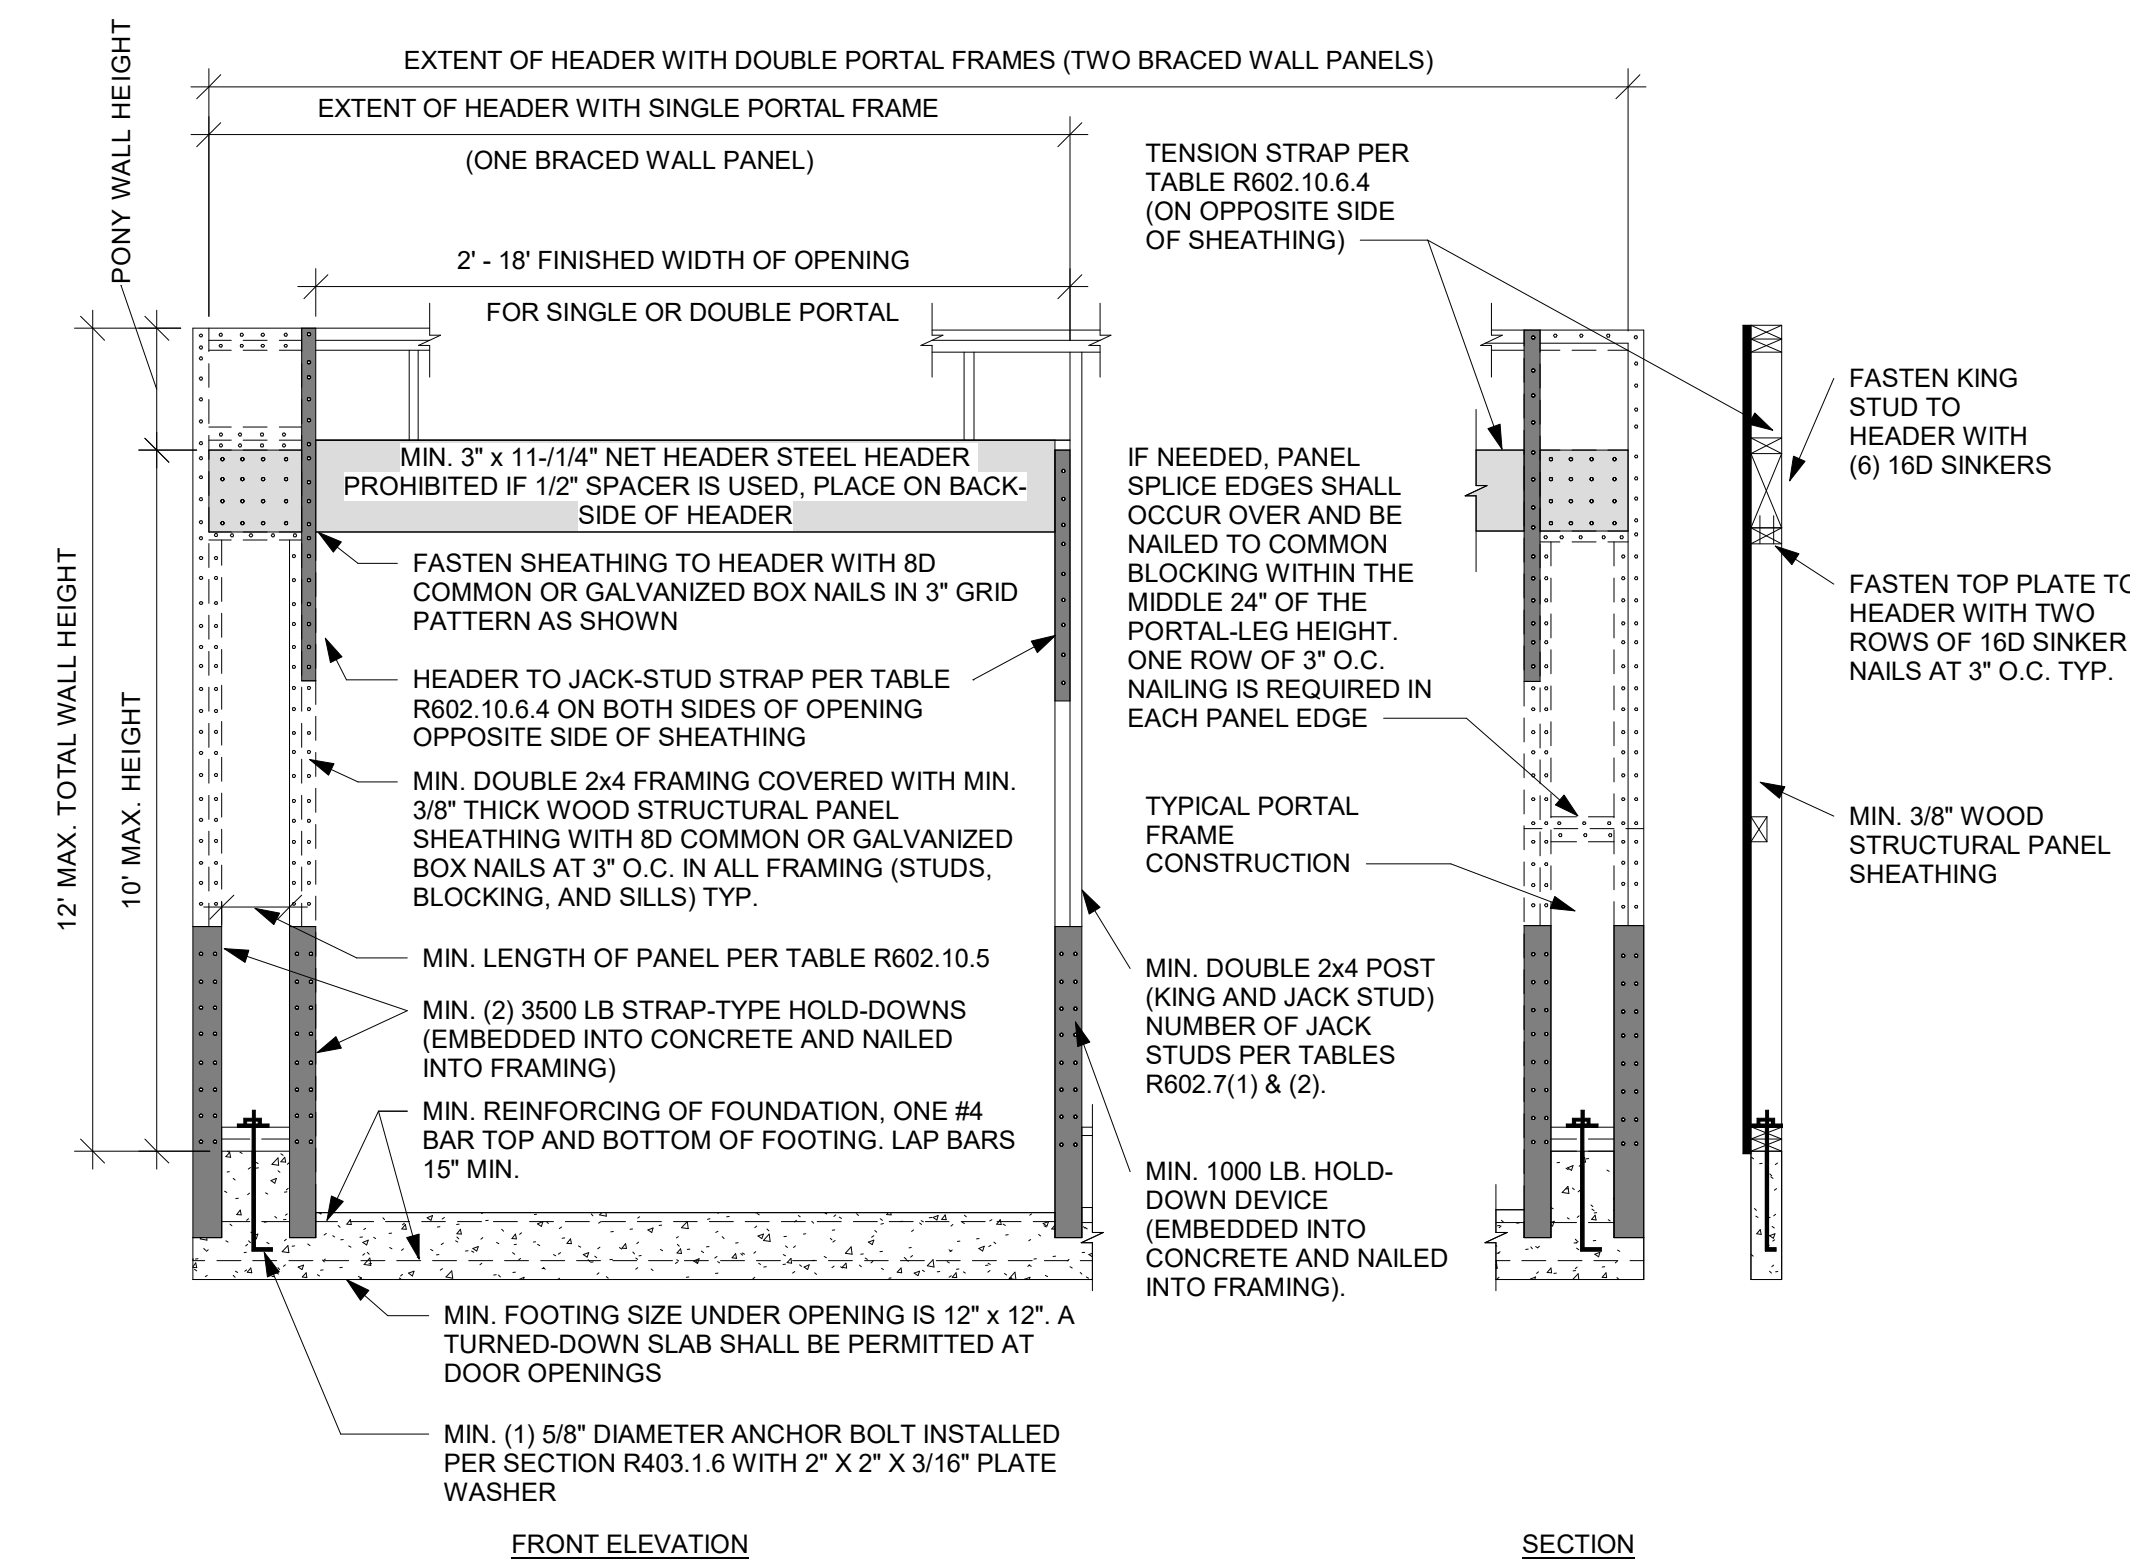 EXTENT OF HEADER WITH DOUBLE PORTAL FRAMES (TWO BRACED WALL PANELS)
EXTENT OF HEADER WITH SINGLE PORTAL FRAME
(ONE BRACED WALL PANEL)
2' - 18' FINISHED WIDTH OF OPENING
FOR SINGLE OR DOUBLE PORTAL
PONY WALL HEIGHT
12' MAX. TOTAL WALL HEIGHT
10' MAX. HEIGHT
MIN. 3" x 11-/1/4" NET HEADER STEEL HEADER
PROHIBITED IF 1/2" SPACER IS USED, PLACE ON BACK-
SIDE OF HEADER
FASTEN SHEATHING TO HEADER WITH 8D
COMMON OR GALVANIZED BOX NAILS IN 3" GRID
PATTERN AS SHOWN
HEADER TO JACK-STUD STRAP PER TABLE
R602.10.6.4 ON BOTH SIDES OF OPENING
OPPOSITE SIDE OF SHEATHING
MIN. DOUBLE 2x4 FRAMING COVERED WITH MIN.
3/8" THICK WOOD STRUCTURAL PANEL
SHEATHING WITH 8D COMMON OR GALVANIZED
BOX NAILS AT 3" O.C. IN ALL FRAMING (STUDS,
BLOCKING, AND SILLS) TYP.
MIN. LENGTH OF PANEL PER TABLE R602.10.5
MIN. (2) 3500 LB STRAP-TYPE HOLD-DOWNS
(EMBEDDED INTO CONCRETE AND NAILED
INTO FRAMING)
MIN. REINFORCING OF FOUNDATION, ONE #4
BAR TOP AND BOTTOM OF FOOTING. LAP BARS
15" MIN.
MIN. FOOTING SIZE UNDER OPENING IS 12" x 12". A
TURNED-DOWN SLAB SHALL BE PERMITTED AT
DOOR OPENINGS
MIN. (1) 5/8" DIAMETER ANCHOR BOLT INSTALLED
PER SECTION R403.1.6 WITH 2" X 2" X 3/16" PLATE
WASHER
FRONT ELEVATION
TENSION STRAP PER
TABLE R602.10.6.4
(ON OPPOSITE SIDE
OF SHEATHING)
IF NEEDED, PANEL
SPLICE EDGES SHALL
OCCUR OVER AND BE
NAILED TO COMMON
BLOCKING WITHIN THE
MIDDLE 24" OF THE
PORTAL-LEG HEIGHT.
ONE ROW OF 3" O.C.
NAILING IS REQUIRED IN
EACH PANEL EDGE
TYPICAL PORTAL
FRAME
CONSTRUCTION
MIN. DOUBLE 2x4 POST
(KING AND JACK STUD)
NUMBER OF JACK
STUDS PER TABLES
R602.7(1) & (2).
MIN. 1000 LB. HOLD-
DOWN DEVICE
(EMBEDDED INTO
CONCRETE AND NAILED
INTO FRAMING).
FASTEN KING
STUD TO
HEADER WITH
(6) 16D SINKERS
FASTEN TOP PLATE TO
HEADER WITH TWO
ROWS OF 16D SINKER
NAILS AT 3" O.C. TYP.
MIN. 3/8" WOOD
STRUCTURAL PANEL
SHEATHING
SECTION